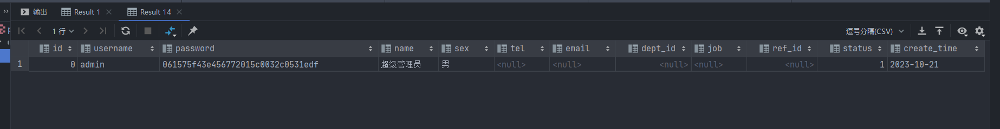 输出 Result 1 Result 14
p 1 行 逗号分隔(CSV)
id username password name sex tel email dept_id job ref_id status create_time
1 0 admin 061575f43e456772015c0032c0531edf 超级管理员 男 <null> <null> <null> <null> <null> 1 2023-10-21